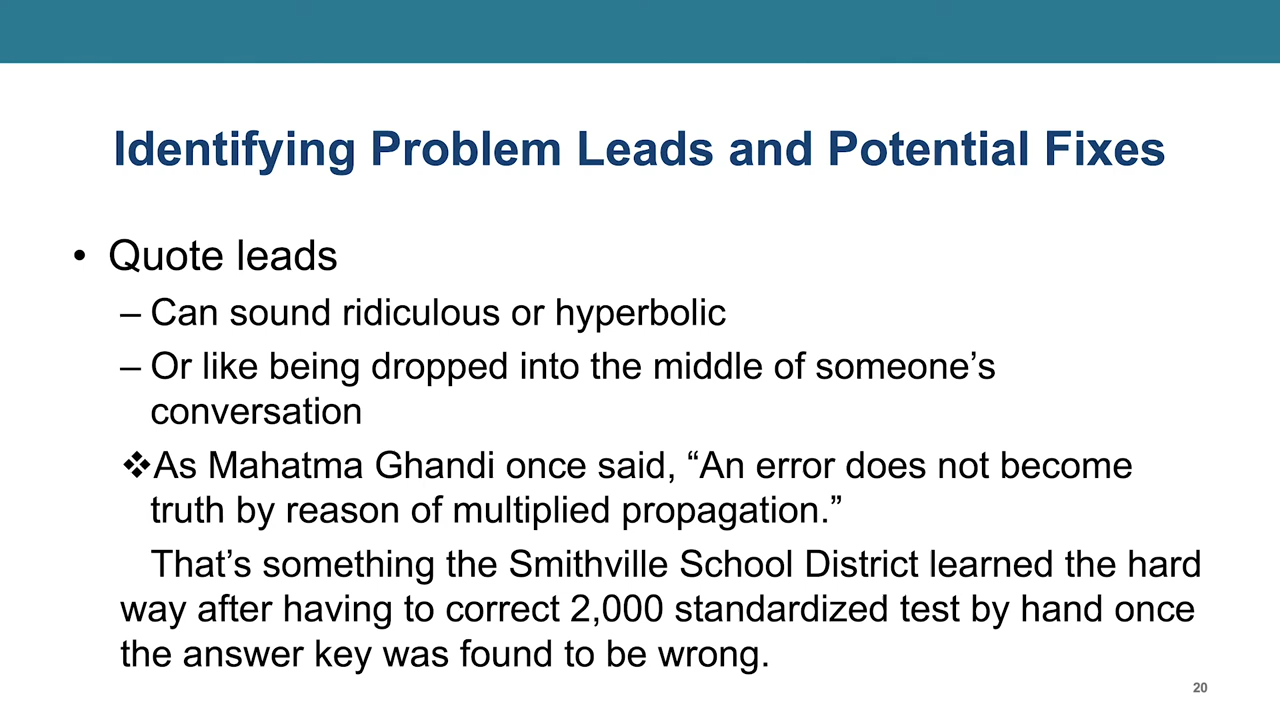 Identifying Problem Leads and Potential Fixes
• Quote leads
– Can sound ridiculous or hyperbolic
– Or like being dropped into the middle of someone’s
conversation
❖As Mahatma Ghandi once said, “An error does not become
truth by reason of multiplied propagation.”
That’s something the Smithville School District learned the hard
way after having to correct 2,000 standardized test by hand once
the answer key was found to be wrong.
20